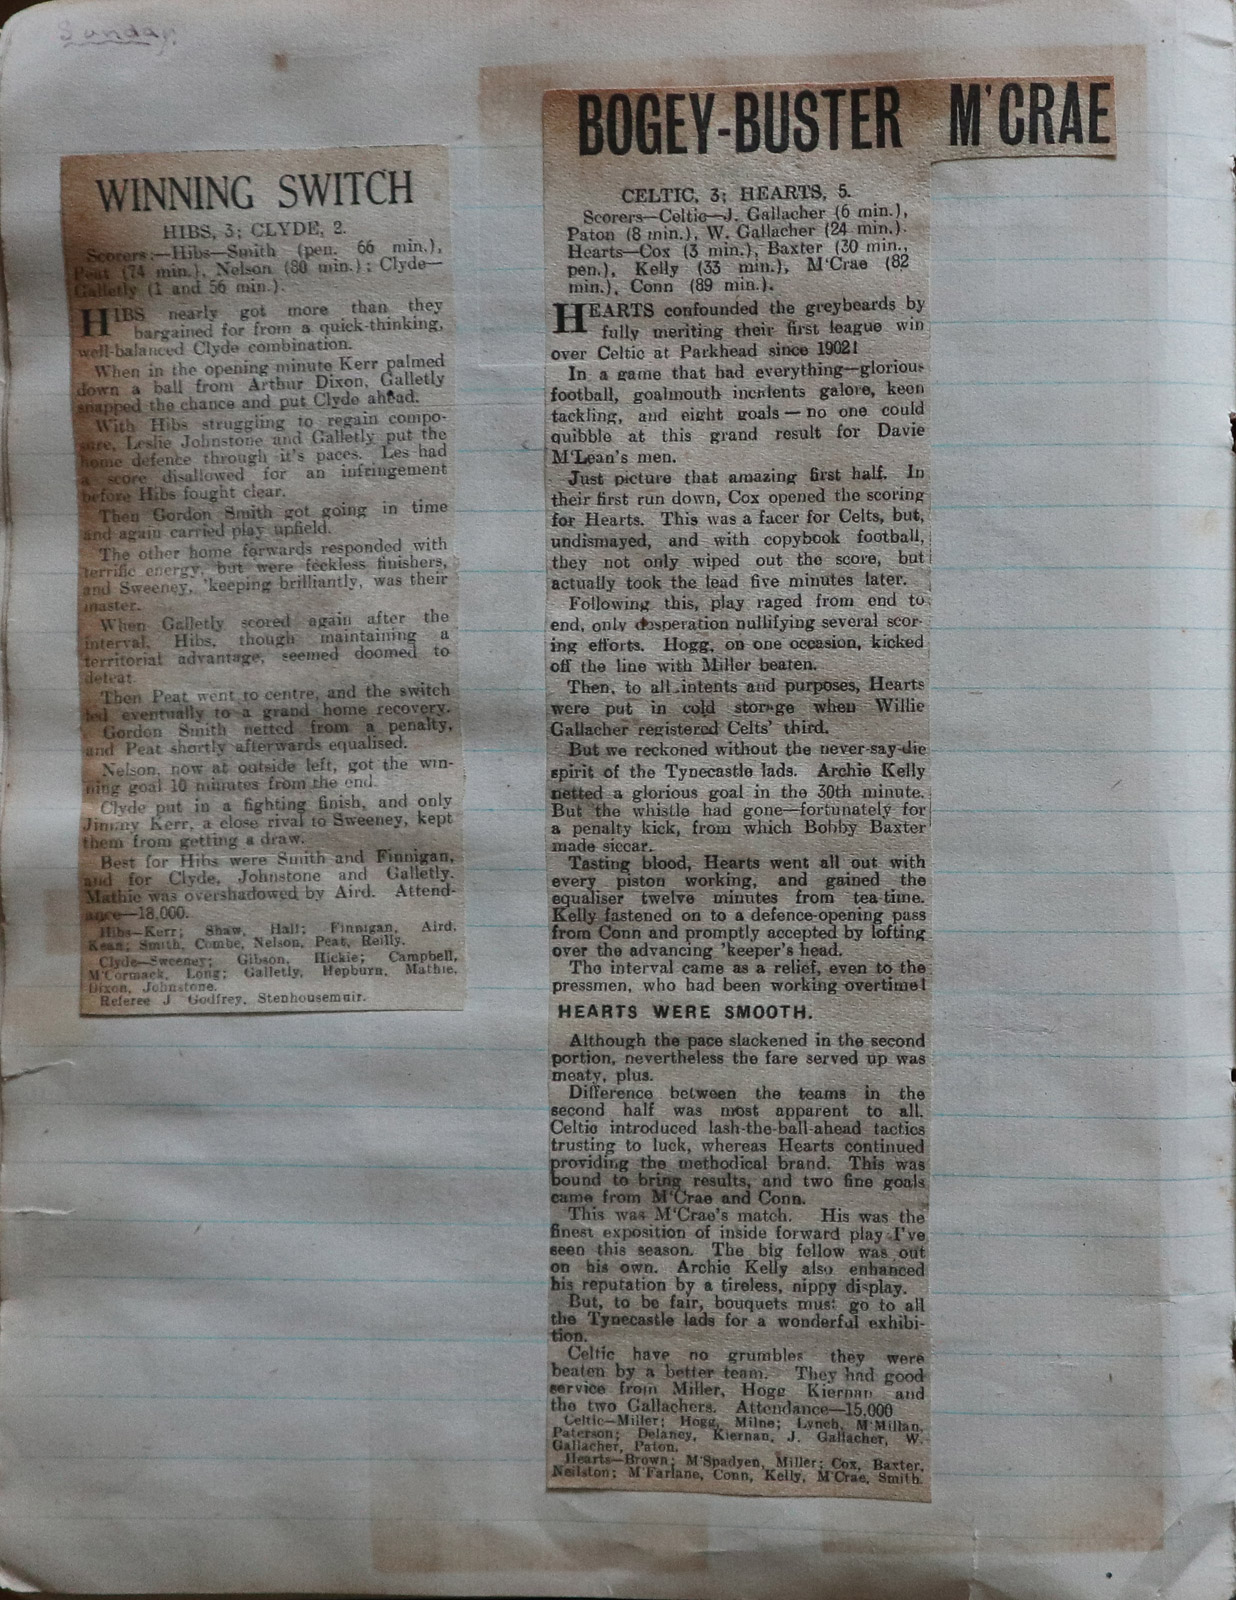 Sunday.
WINNING SWITCH
HIBS, 3; CLYDE, 2.
Scorers:—Hibs—Smith (pen. 66 min.),
Peat (74 min.), Nelson (80 min.); Clyde—
Galletly (1 and 56 min.).
HIBS nearly got more than they
bargained for from a quick-thinking,
well-balanced Clyde combination.
When in the opening minute Kerr palmed
down a ball from Arthur Dixon, Galletly
snapped the chance and put Clyde ahead.
With Hibs struggling to regain compo-
sure, Leslie Johnstone and Galletly put the
home defence through it's paces. Les had
a score disallowed for an infringement
before Hibs fought clear.
Then Gordon Smith got going in time
and again carried play upfield.
The other home forwards responded with
terrific energy, but were feckless finishers,
and Sweeney, 'keeping brilliantly, was their
master.
When Galletly scored again after the
interval, Hibs, though maintaining a
territorial advantage, seemed doomed to
defeat.
Then Peat went to centre, and the switch
led eventually to a grand home recovery.
Gordon Smith netted from a penalty,
and Peat shortly afterwards equalised.
Nelson, now at outside left, got the win-
ning goal 10 minutes from the end.
Clyde put in a fighting finish, and only
Jimmy Kerr, a close rival to Sweeney, kept
them from getting a draw.
Best for Hibs were Smith and Finnigan,
and for Clyde, Johnstone and Galletly.
Mathie was overshadowed by Aird. Attend-
ance—18,000.
Hibs—Kerr; Shaw, Hall; Finnigan, Aird,
Kean; Smith, Combe, Nelson, Peat, Reilly.
Clyde—Sweeney; Gibson, Hickie; Campbell,
M'Cormack, Long; Galletly, Hepburn, Mathie,
Dixon, Johnstone.
Referee J Godfrey, Stenhousemuir.
BOGEY-BUSTER M'CRAE
CELTIC, 3; HEARTS, 5.
Scorers—Celtic—J. Gallacher (6 min.),
Paton (8 min.), W. Gallacher (24 min.).
Hearts—Cox (3 min.), Baxter (30 min.,
pen.), Kelly (33 min.), M'Crae (82
min.), Conn (89 min.).
HEARTS confounded the greybeards by
fully meriting their first league win
over Celtic at Parkhead since 1902!
In a game that had everything—glorious
football, goalmouth incidents galore, keen
tackling, and eight goals — no one could
quibble at this grand result for Davie
M'Lean's men.
Just picture that amazing first half. In
their first run down, Cox opened the scoring
for Hearts. This was a facer for Celts, but,
undismayed, and with copybook football,
they not only wiped out the score, but
actually took the lead five minutes later.
Following this, play raged from end to
end, only desperation nullifying several scor-
ing efforts. Hogg, on one occasion, kicked
off the line with Miller beaten.
Then, to all intents and purposes, Hearts
were put in cold storage when Willie
Gallacher registered Celts' third.
But we reckoned without the never-say-die
spirit of the Tynecastle lads. Archie Kelly
netted a glorious goal in the 30th minute.
But the whistle had gone—fortunately for
a penalty kick, from which Bobby Baxter
made siccar.
Tasting blood, Hearts went all out with
every piston working, and gained the
equaliser twelve minutes from tea-time.
Kelly fastened on to a defence-opening pass
from Conn and promptly accepted by lofting
over the advancing 'keeper's head.
The interval came as a relief, even to the
pressmen, who had been working overtime!
HEARTS WERE SMOOTH.
Although the pace slackened in the second
portion, nevertheless the fare served up was
meaty, plus.
Difference between the teams in the
second half was most apparent to all.
Celtic introduced lash-the-ball-ahead tactics
trusting to luck, whereas Hearts continued
providing the methodical brand. This was
bound to bring results, and two fine goals
came from M'Crae and Conn.
This was M'Crae's match. His was the
finest exposition of inside forward play I've
seen this season. The big fellow was out
on his own. Archie Kelly also enhanced
his reputation by a tireless, nippy display.
But, to be fair, bouquets must go to all
the Tynecastle lads for a wonderful exhibi-
tion.
Celtic have no grumbles they were
beaten by a better team. They had good
service from Miller, Hogg Kiernan and
the two Gallachers. Attendance—15,000
Celtic—Miller; Hogg, Milne; Lynch, M'Millan,
Paterson; Delaney, Kiernan, J. Gallacher, W.
Gallacher, Paton.
Hearts—Brown; M'Spadyen, Miller; Cox, Baxter,
Neilston; M'Farlane, Conn, Kelly, M'Crae, Smith.